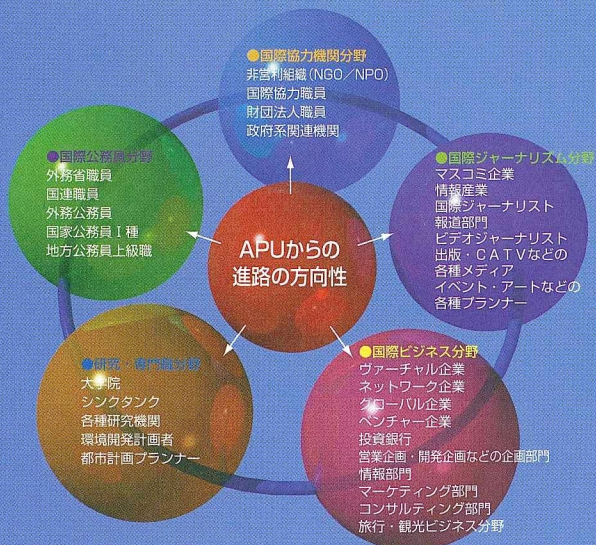 ●国際協力機関分野
非営利組織（NGO／NPO）
国際協力職員
財団法人職員
政府系関連機関
●国際公務員分野
外務省職員
国連職員
外務公務員
国家公務員Ⅰ種
地方公務員上級職
●国際ジャーナリズム分野
マスコミ企業
情報産業
国際ジャーナリスト
報道部門
ビデオジャーナリスト
出版・ＣＡＴＶなどの
各種メディア
イベント・アートなどの
各種プランナー
APUからの
進路の方向性
●研究・専門職分野
大学院
シンクタンク
各種研究機関
環境開発計画者
都市計画プランナー
●国際ビジネス分野
ヴァーチャル企業
ネットワーク企業
グローバル企業
ベンチャー企業
投資銀行
営業企画・開発企画などの企画部門
情報部門
マーケティング部門
コンサルティング部門
旅行・観光ビジネス分野